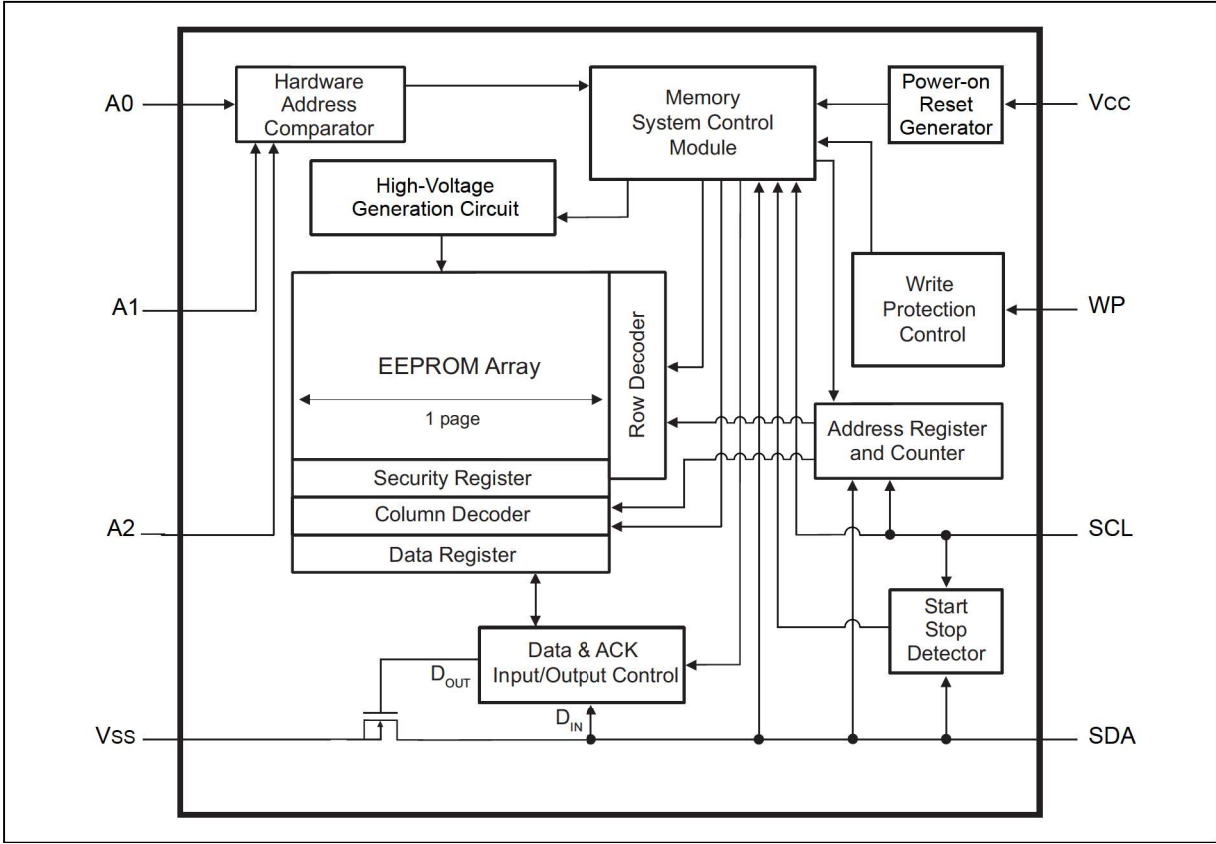 Hardware
Address
Comparator
Memory
System Control
Module
Power-on
Reset
Generator
A0
VCC
High-Voltage
Generation Circuit
Write
Protection
Control
A1
WP
EEPROM Array
1 page
Row Decoder
Address Register
and Counter
Security Register
Column Decoder
Data Register
A2
SCL
Start
Stop
Detector
Data & ACK
Input/Output Control
DOUT
DIN
VSS
SDA